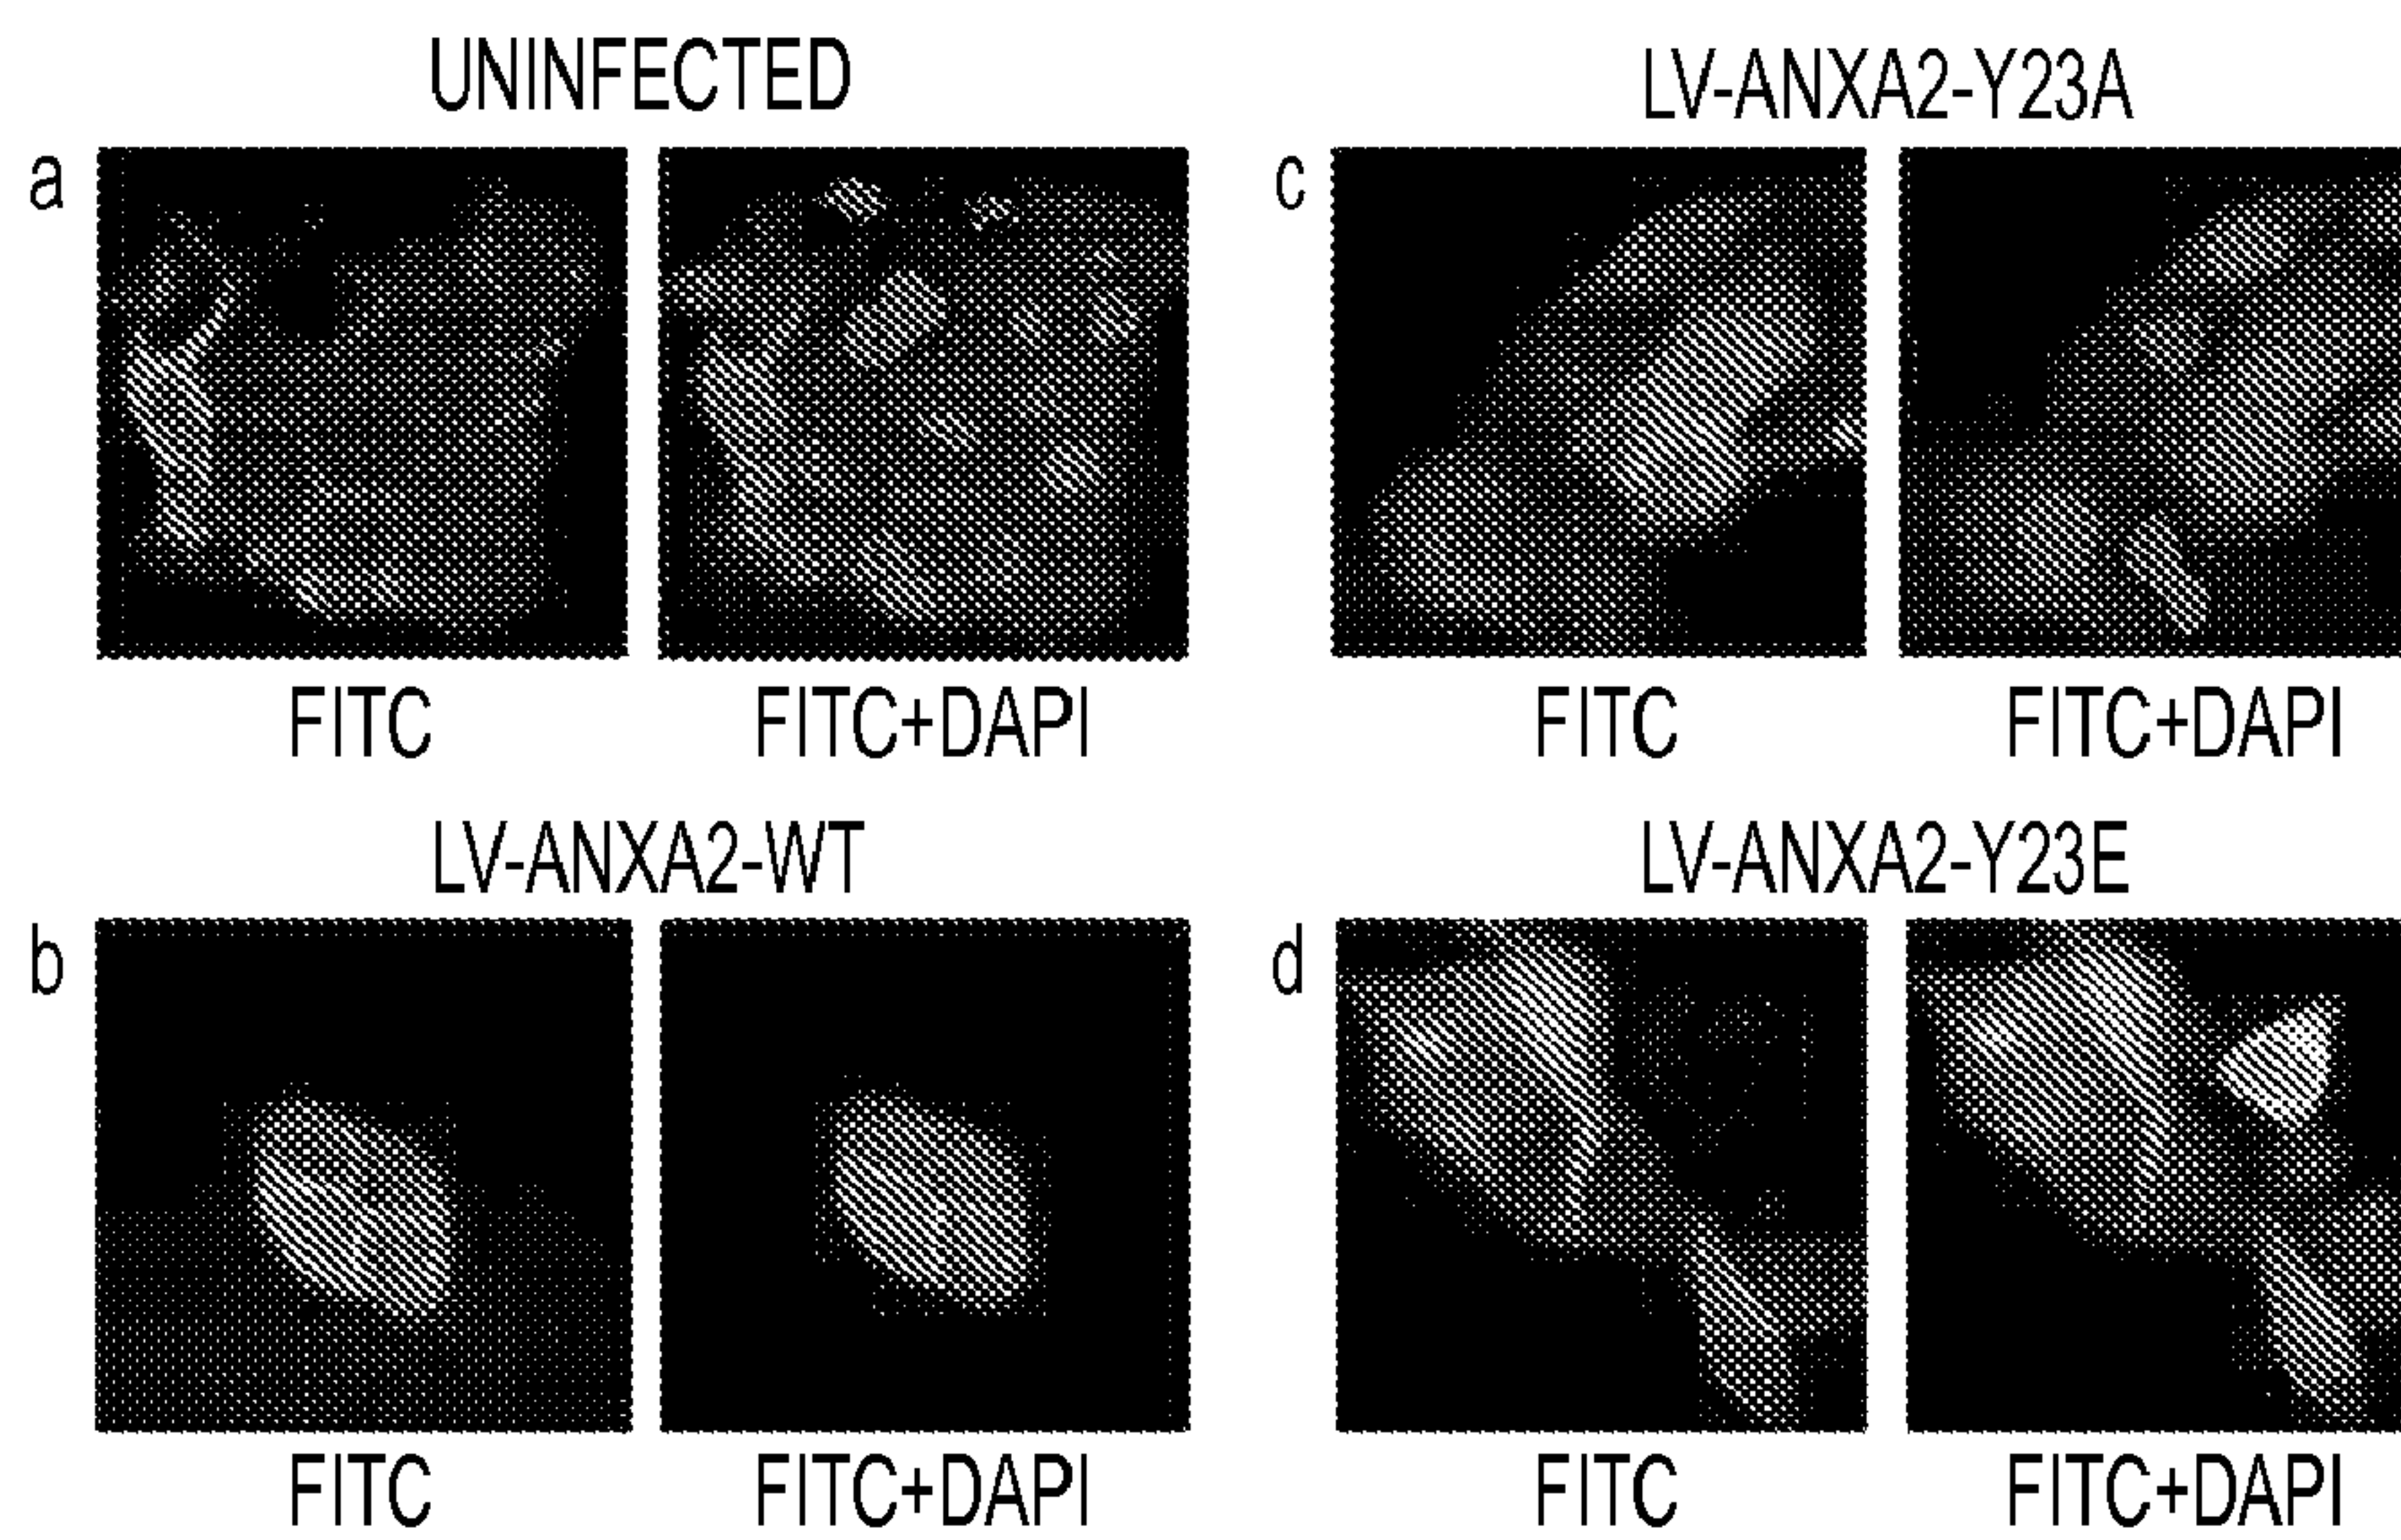 UNINFECTED
a
FITC
FITC+DAPI
LV-ANXA2-WT
b
FITC
FITC+DAPI
LV-ANXA2-Y23A
c
FITC
FITC+DAPI
LV-ANXA2-Y23E
d
FITC
FITC+DAPI